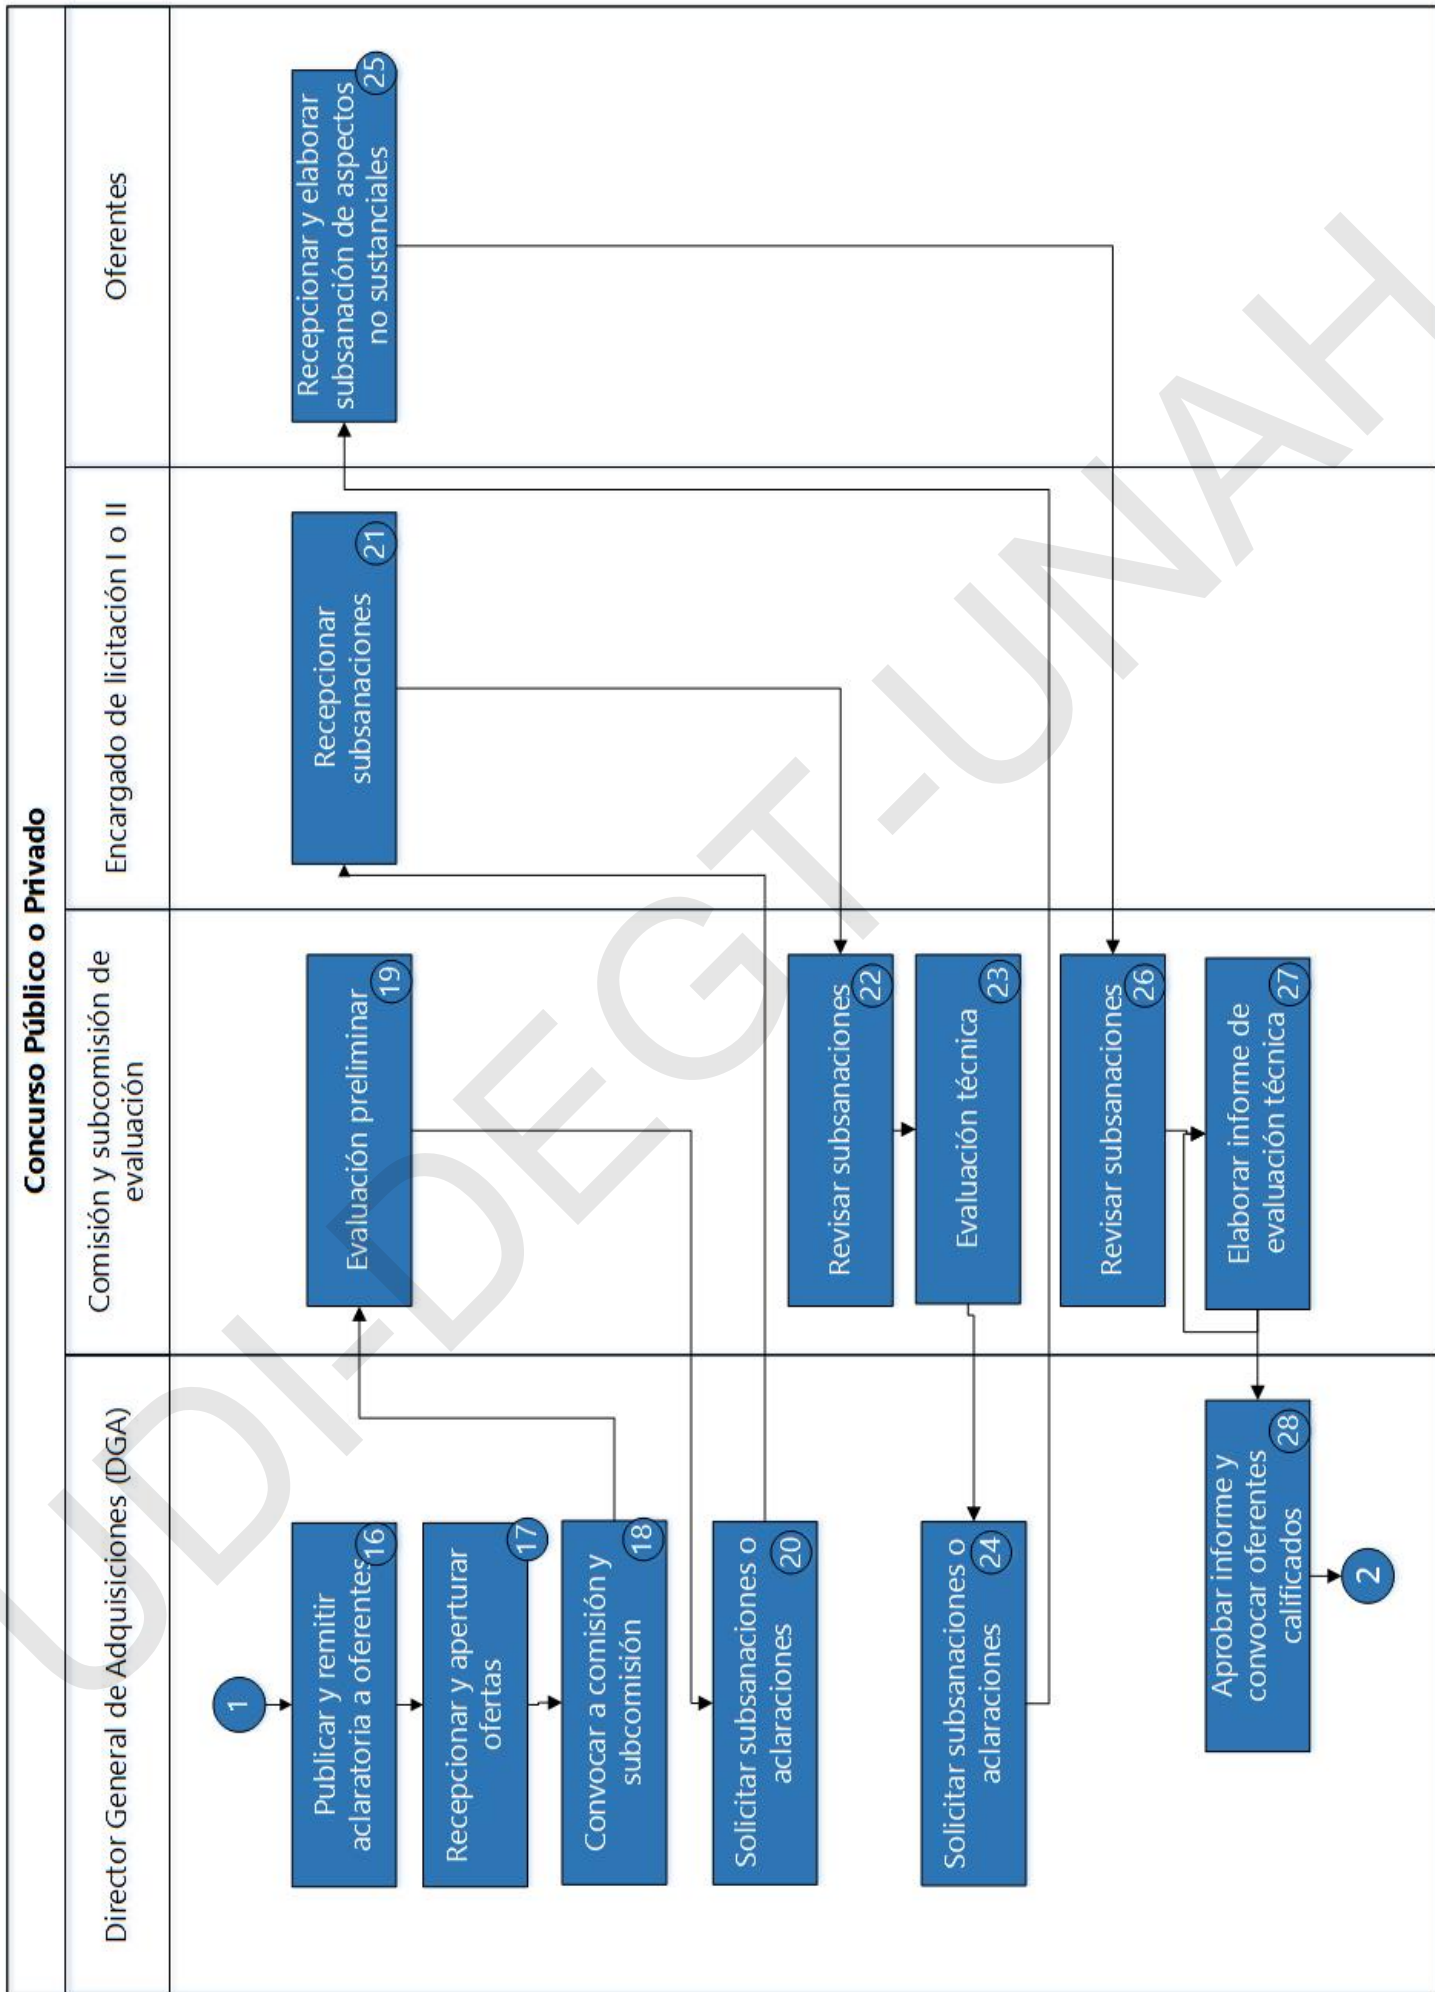 Concurso Público o Privado
Director General de Adquisiciones (DGA)
Comisión y subcomisión de
evaluación
Encargado de licitación I o II
Oferentes
1
Publicar y remitir
aclaratoria a oferentes
16
Recepcionar y aperturar
ofertas
17
Convocar a comisión y
subcomisión
18
Evaluación preliminar
19
Solicitar subsanaciones o
aclaraciones
20
Recepcionar
subsanaciones
21
Revisar subsanaciones
22
Evaluación técnica
23
Solicitar subsanaciones o
aclaraciones
24
Recepcionar y elaborar
subsanación de aspectos
no sustanciales
25
Revisar subsanaciones
26
Elaborar informe de
evaluación técnica
27
Aprobar informe y
convocar oferentes
calificados
28
2
UDI-DEGT-UNAH